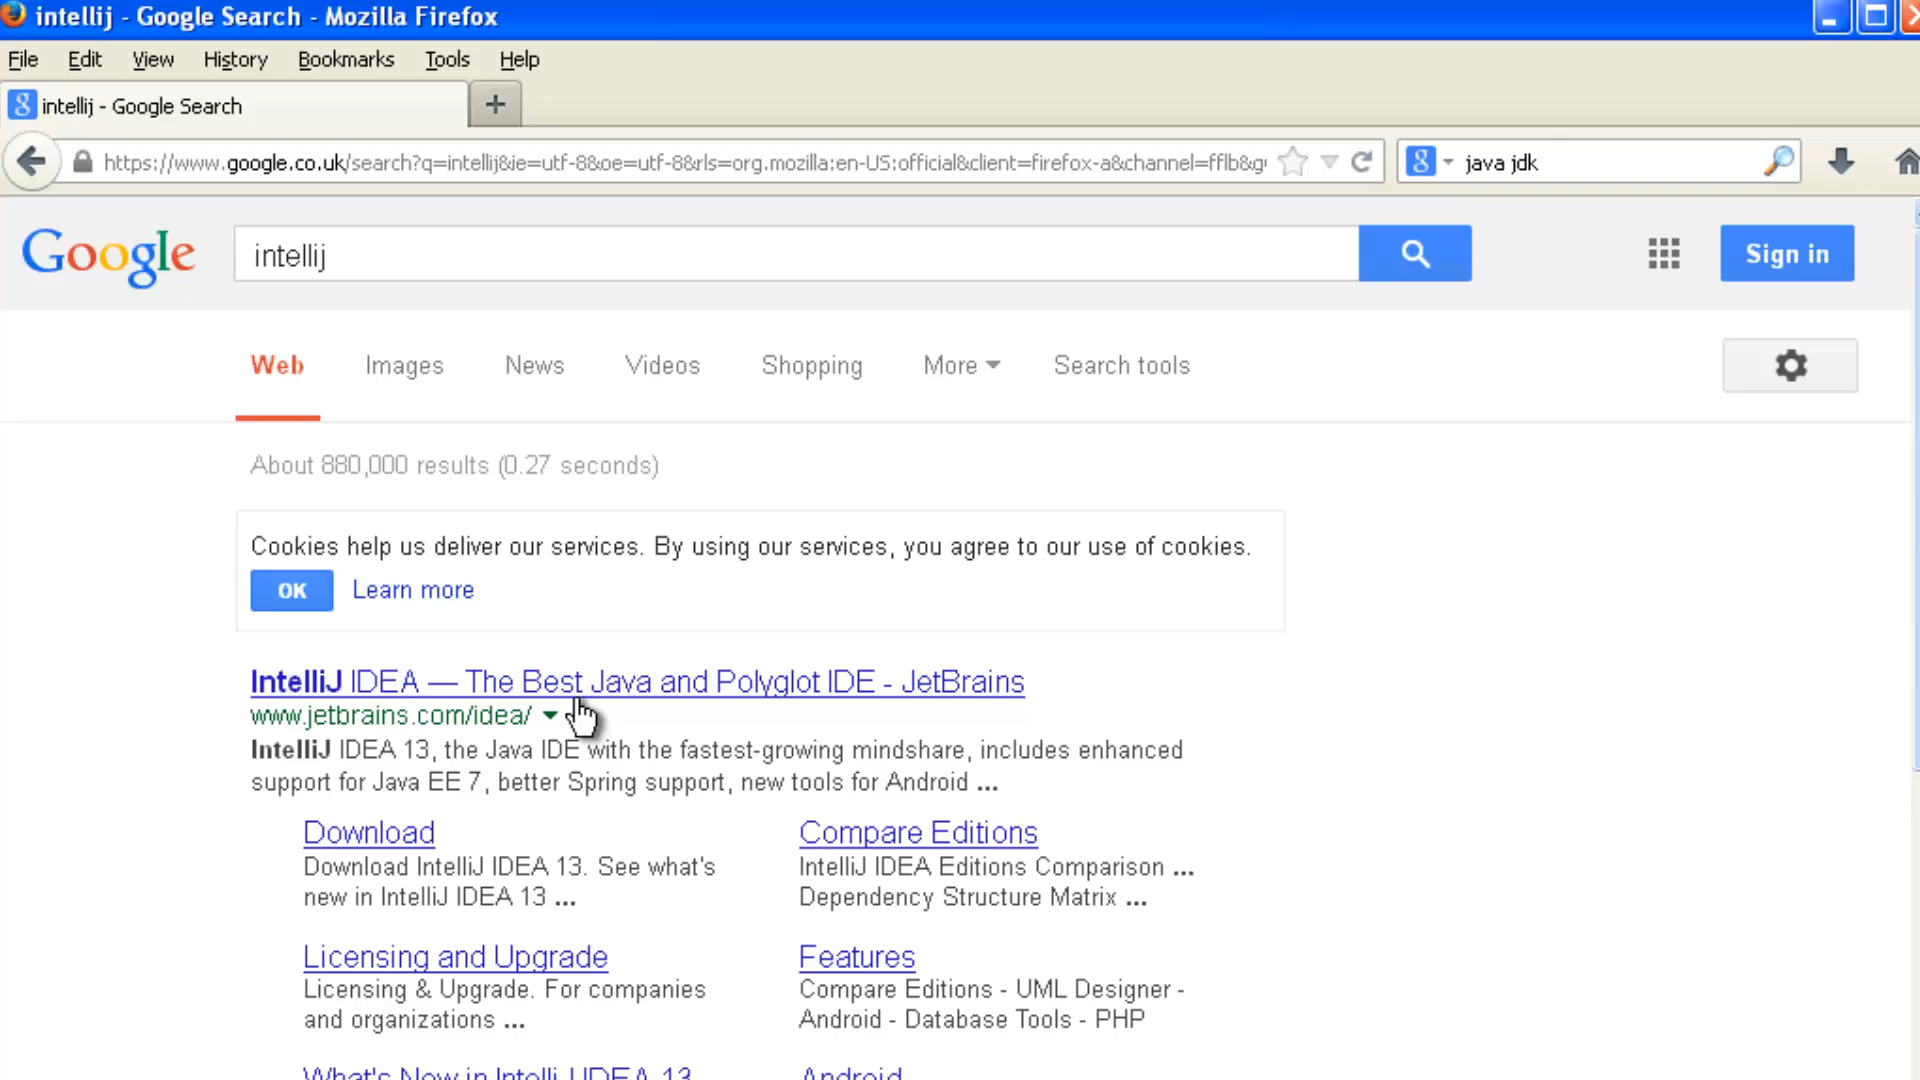 intellij - Google Search - Mozilla Firefox
File Edit View History Bookmarks Tools Help
intellij - Google Search
https://www.google.co.uk/search?q=intellij&ie=utf-8&oe=utf-8&rls=org.mozilla:en-US:official&client=firefox-a&channel=fflb&g
java jdk
Google
intellij
Sign in
Web Images News Videos Shopping More Search tools
About 880,000 results (0.27 seconds)
Cookies help us deliver our services. By using our services, you agree to our use of cookies.
OK Learn more
IntelliJ IDEA — The Best Java and Polyglot IDE - JetBrains
www.jetbrains.com/idea/
IntelliJ IDEA 13, the Java IDE with the fastest-growing mindshare, includes enhanced
support for Java EE 7, better Spring support, new tools for Android ...
Download
Download IntelliJ IDEA 13. See what's
new in IntelliJ IDEA 13 ...
Compare Editions
IntelliJ IDEA Editions Comparison ...
Dependency Structure Matrix ...
Licensing and Upgrade
Licensing & Upgrade. For companies
and organizations ...
Features
Compare Editions - UML Designer -
Android - Database Tools - PHP
What's New in IntelliJ IDEA 13
Android